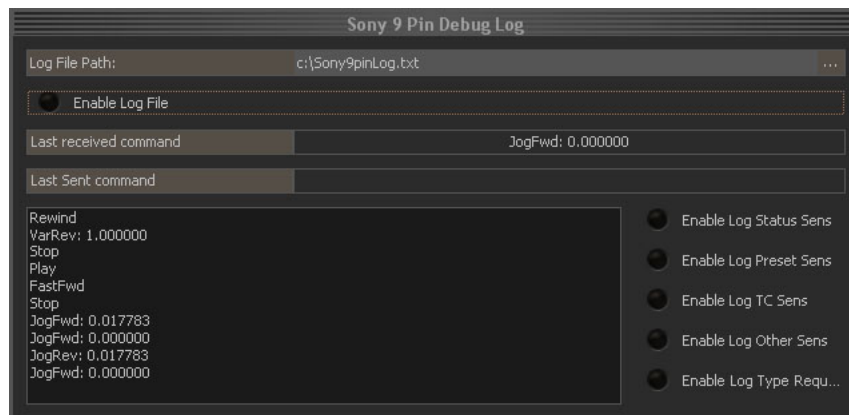 Sony 9 Pin Debug Log
Log File Path: c:\Sony9pinLog.txt ...
Enable Log File
Last received command JogFwd: 0.000000
Last Sent command
Rewind
VarRev: 1.000000
Stop
Play
FastFwd
Stop
JogFwd: 0.017783
JogFwd: 0.000000
JogRev: 0.017783
JogFwd: 0.000000
Enable Log Status Sens
Enable Log Preset Sens
Enable Log TC Sens
Enable Log Other Sens
Enable Log Type Requ...